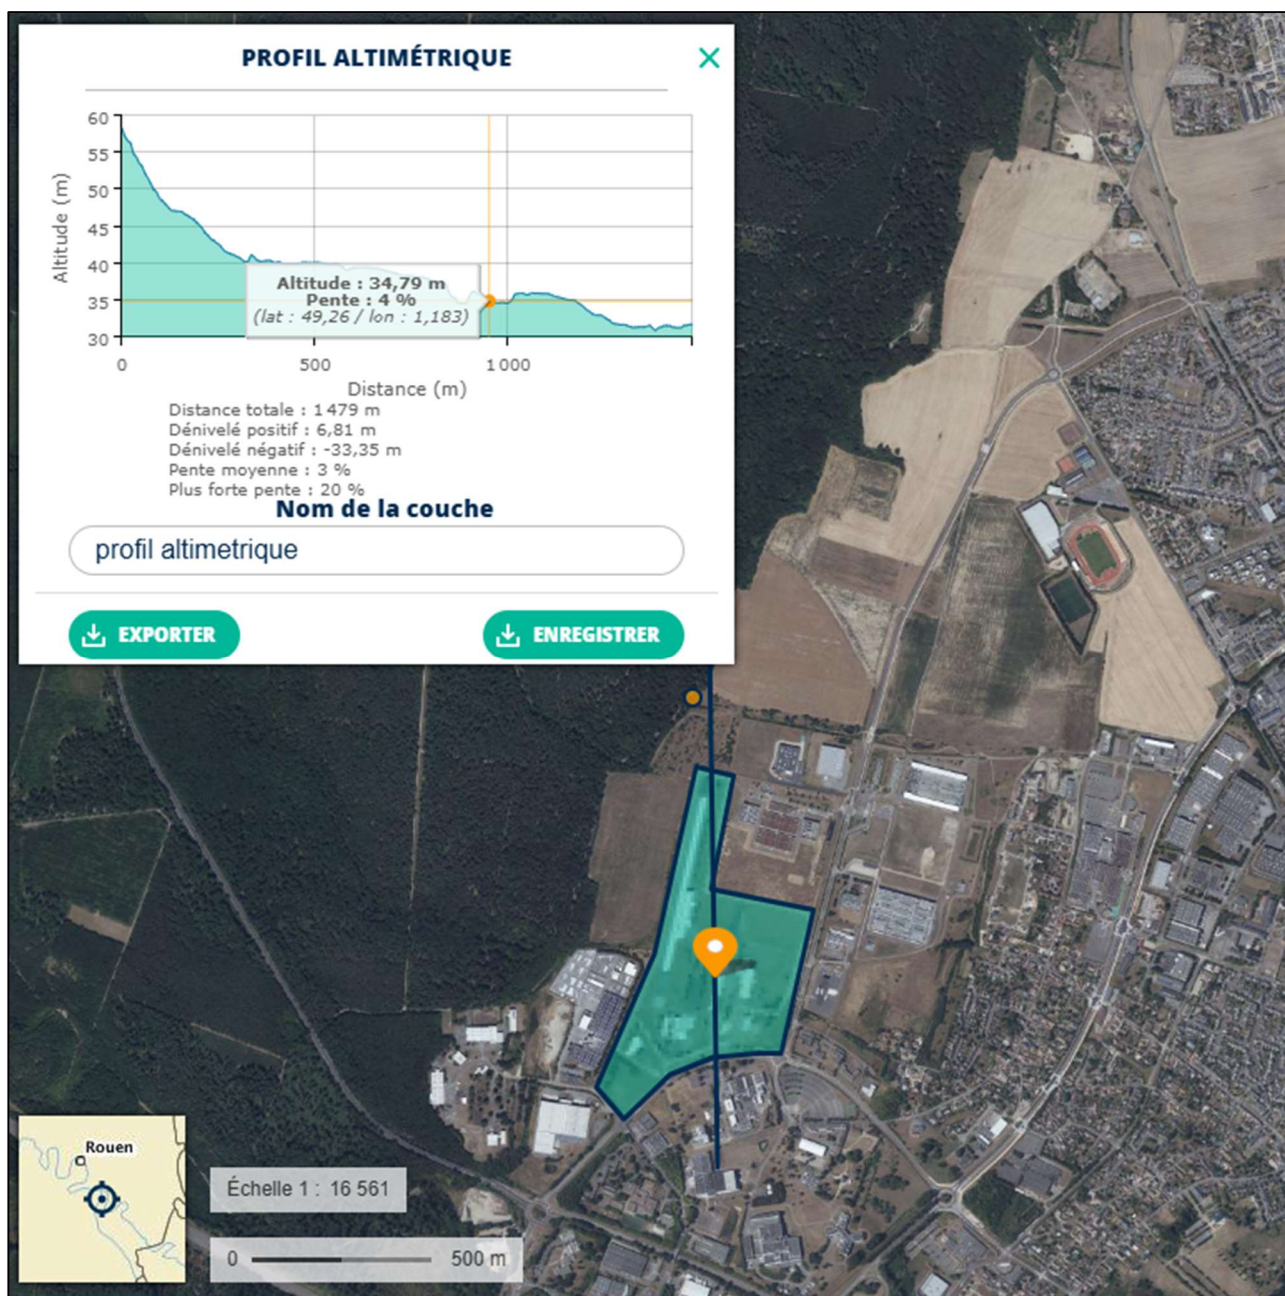 PROFIL ALTIMÉTRIQUE
60
55
50
45
40
35
30
Altitude (m)
Altitude : 34,79 m
Pente : 4 %
(lat : 49,26 / lon : 1,183)
0
500
1 000
Distance (m)
Distance totale : 1 479 m
Dénivelé positif : 6,81 m
Dénivelé négatif : -33,35 m
Pente moyenne : 3 %
Plus forte pente : 20 %
Nom de la couche
profil altimetrique
EXPORTER
ENREGISTRER
Rouen
Échelle 1 : 16 561
0
500 m